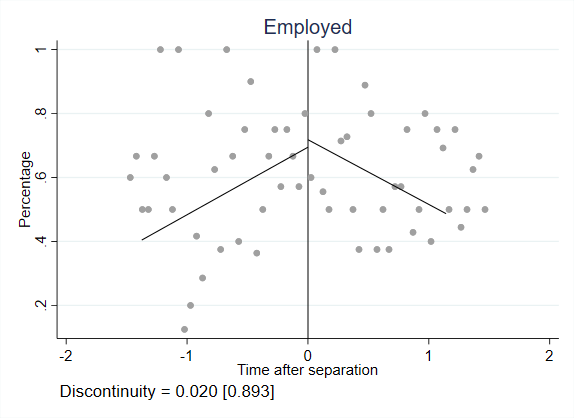 Employed
1
.8
.6
.4
.2
Percentage
-2 -1 0 1 2
Time after separation
Discontinuity = 0.020 [0.893]